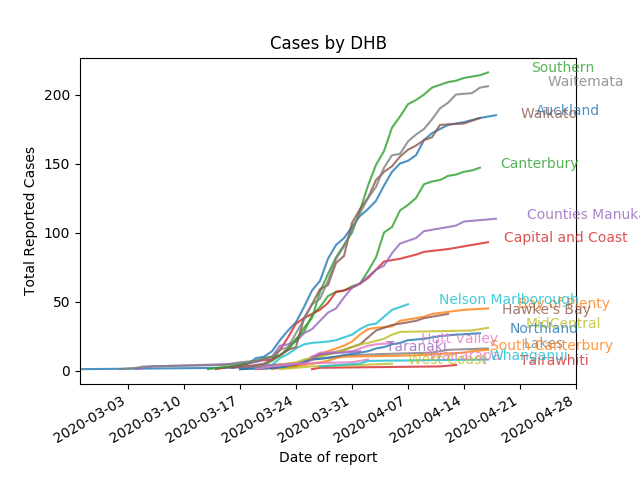 Cases by DHB
Total Reported Cases
200
150
100
50
0
Southern
Waitemata
Auckland
Waikato
Canterbury
Counties Manuka
Capital and Coast
Nelson Marlborough
Bay of Plenty
Hawke's Bay
MidCentral
Northland
Hutt Valley
Lakes
Taranaki
South Canterbury
Whanganui
West Coast
Tairawhiti
2020-03-03
2020-03-10
2020-03-17
2020-03-24
2020-03-31
2020-04-07
2020-04-14
2020-04-21
2020-04-28
Date of report